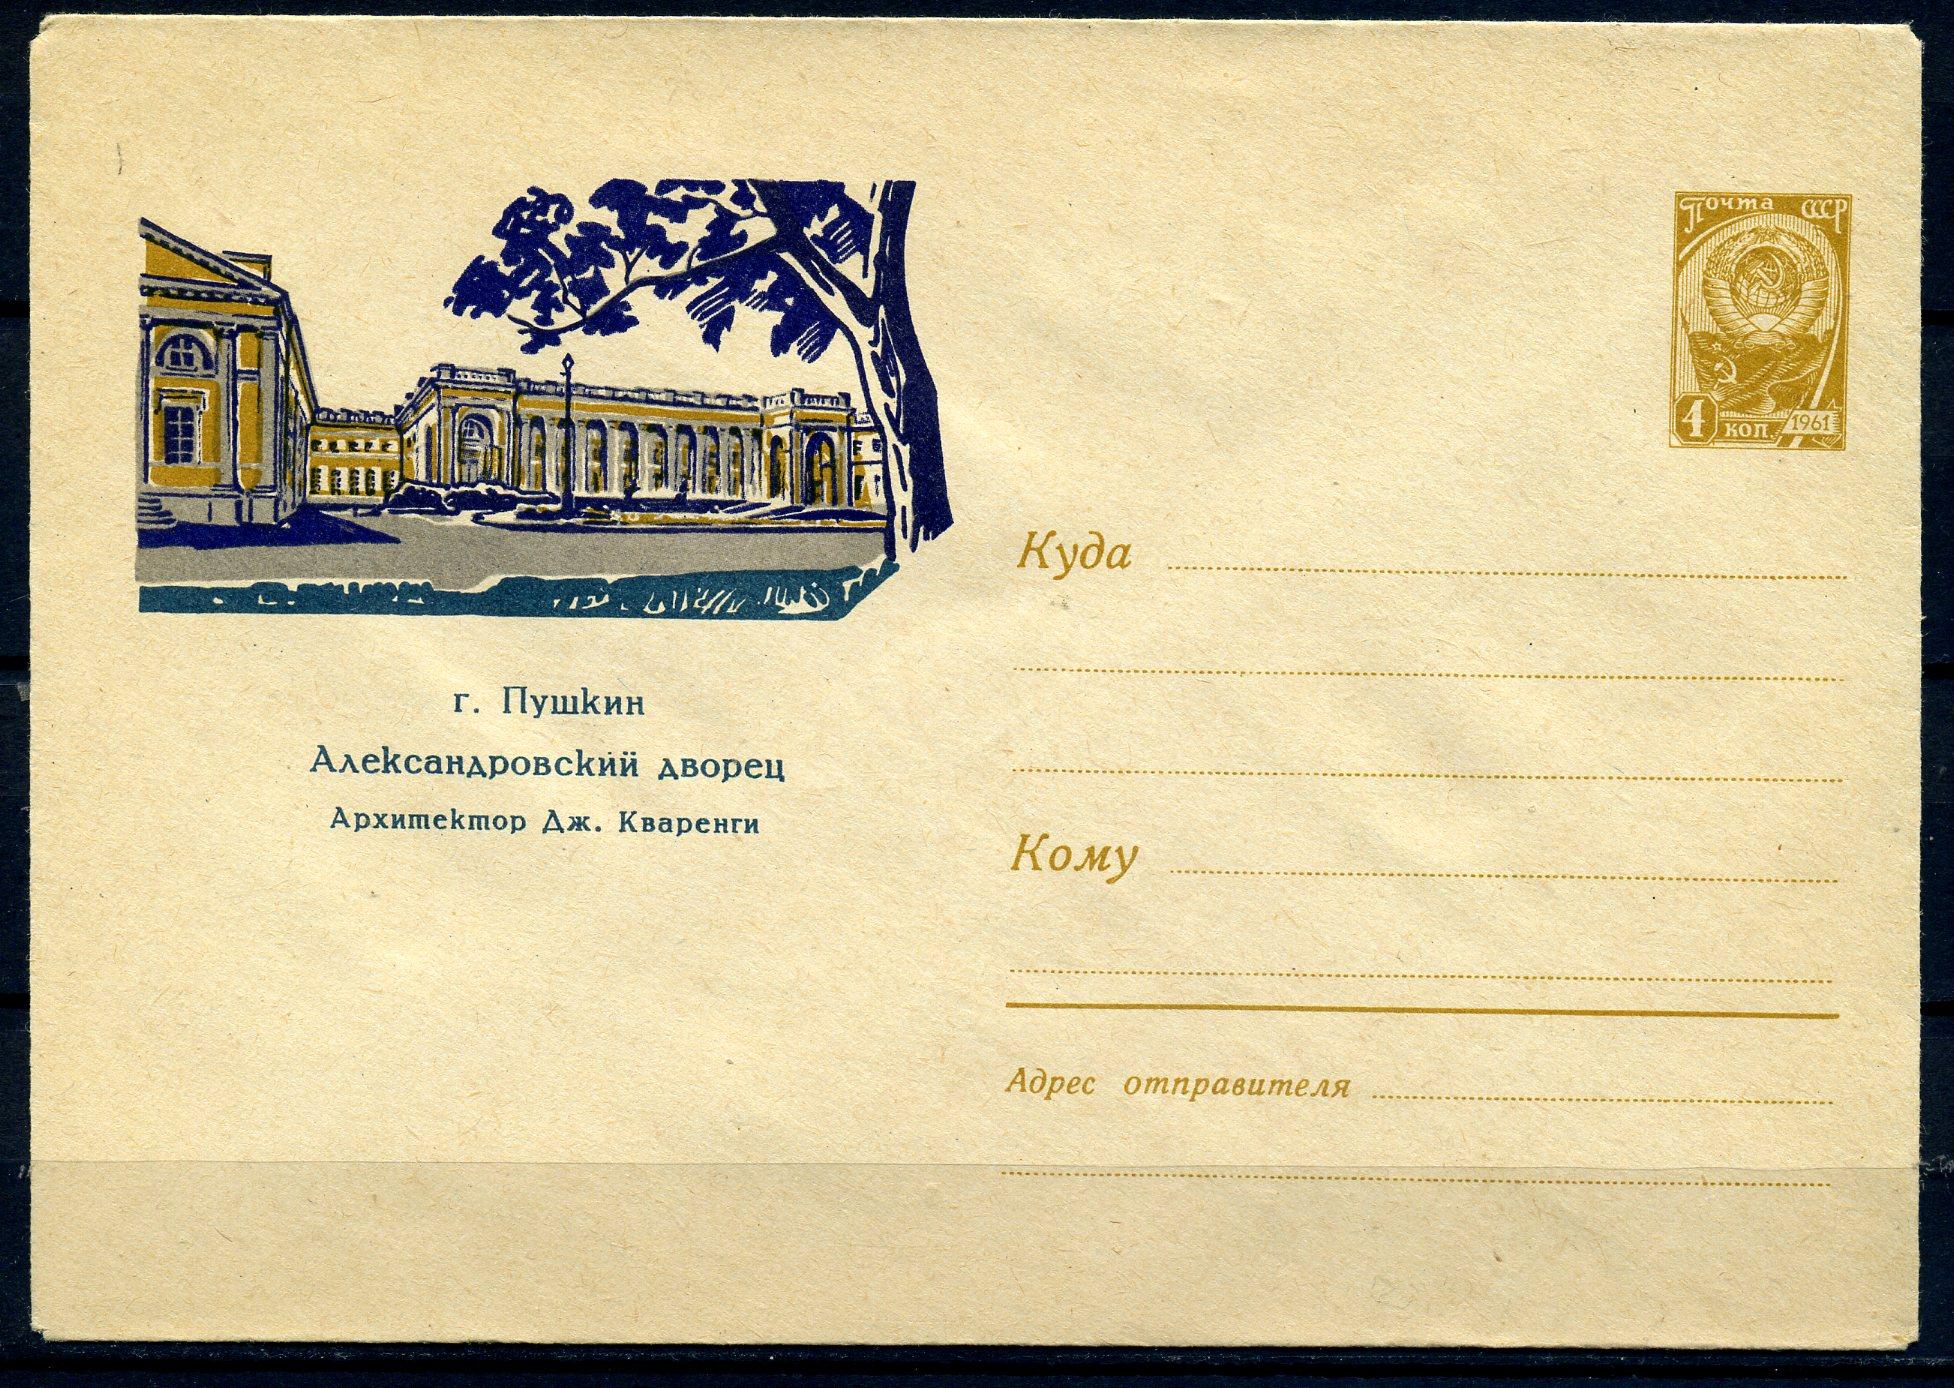 Почта СССР
4 коп. 1961
г. Пушкин
Александровский дворец
Архитектор Дж. Кваренги
Куда
Кому
Адрес отправителя